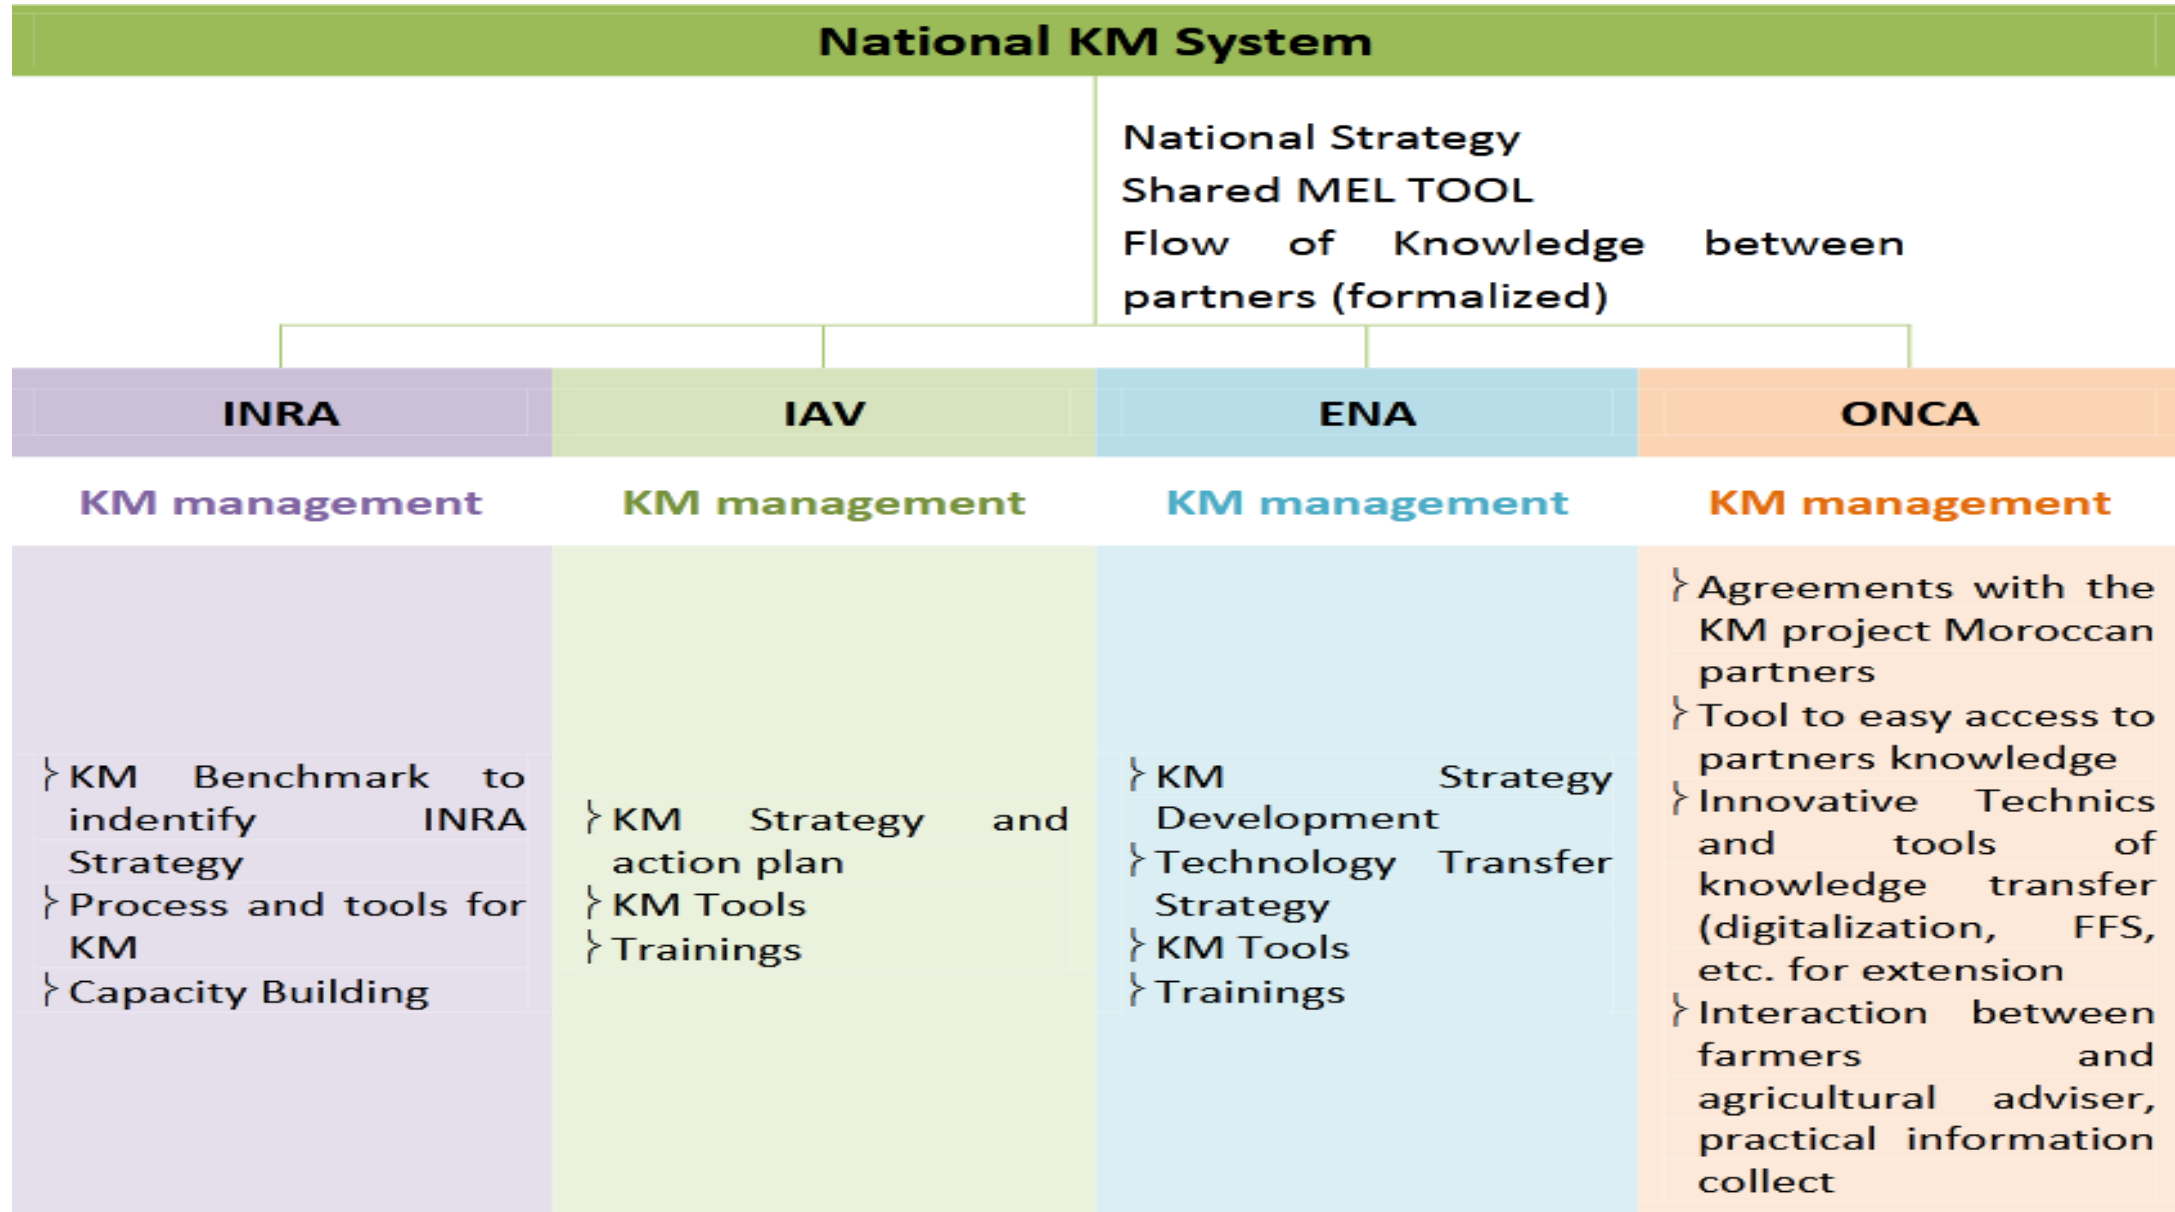 National KM System
National Strategy
Shared MEL TOOL
Flow of Knowledge between
partners (formalized)
INRA
IAV
ENA
ONCA
KM management
KM management
KM management
KM management
KM Benchmark to
indentify INRA
Strategy
Process and tools for
KM
Capacity Building
KM Strategy and
action plan
KM Tools
Trainings
KM Strategy
Development
Technology Transfer
Strategy
KM Tools
Trainings
Agreements with the
KM project Moroccan
partners
Tool to easy access to
partners knowledge
Innovative Technics
and tools of
knowledge transfer
(digitalization, FFS,
etc. for extension
Interaction between
farmers and
agricultural adviser,
practical information
collect